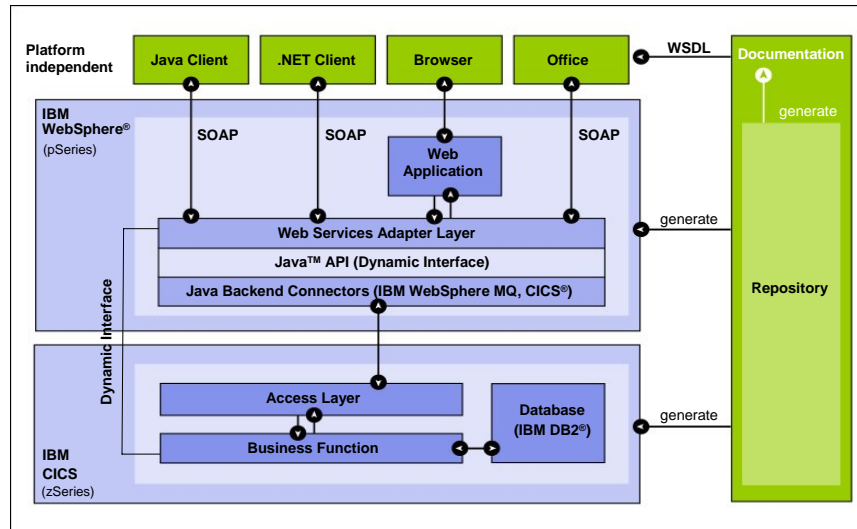 Platform
independent
Java Client
.NET Client
Browser
Office
WSDL
Documentation
generate
IBM
WebSphere®
(pSeries)
SOAP
SOAP
SOAP
Web
Application
Web Services Adapter Layer
Java™ API (Dynamic Interface)
Java Backend Connectors (IBM WebSphere MQ, CICS®)
generate
Repository
Dynamic Interface
Access Layer
Business Function
Database
(IBM DB2®)
generate
IBM
CICS
(zSeries)